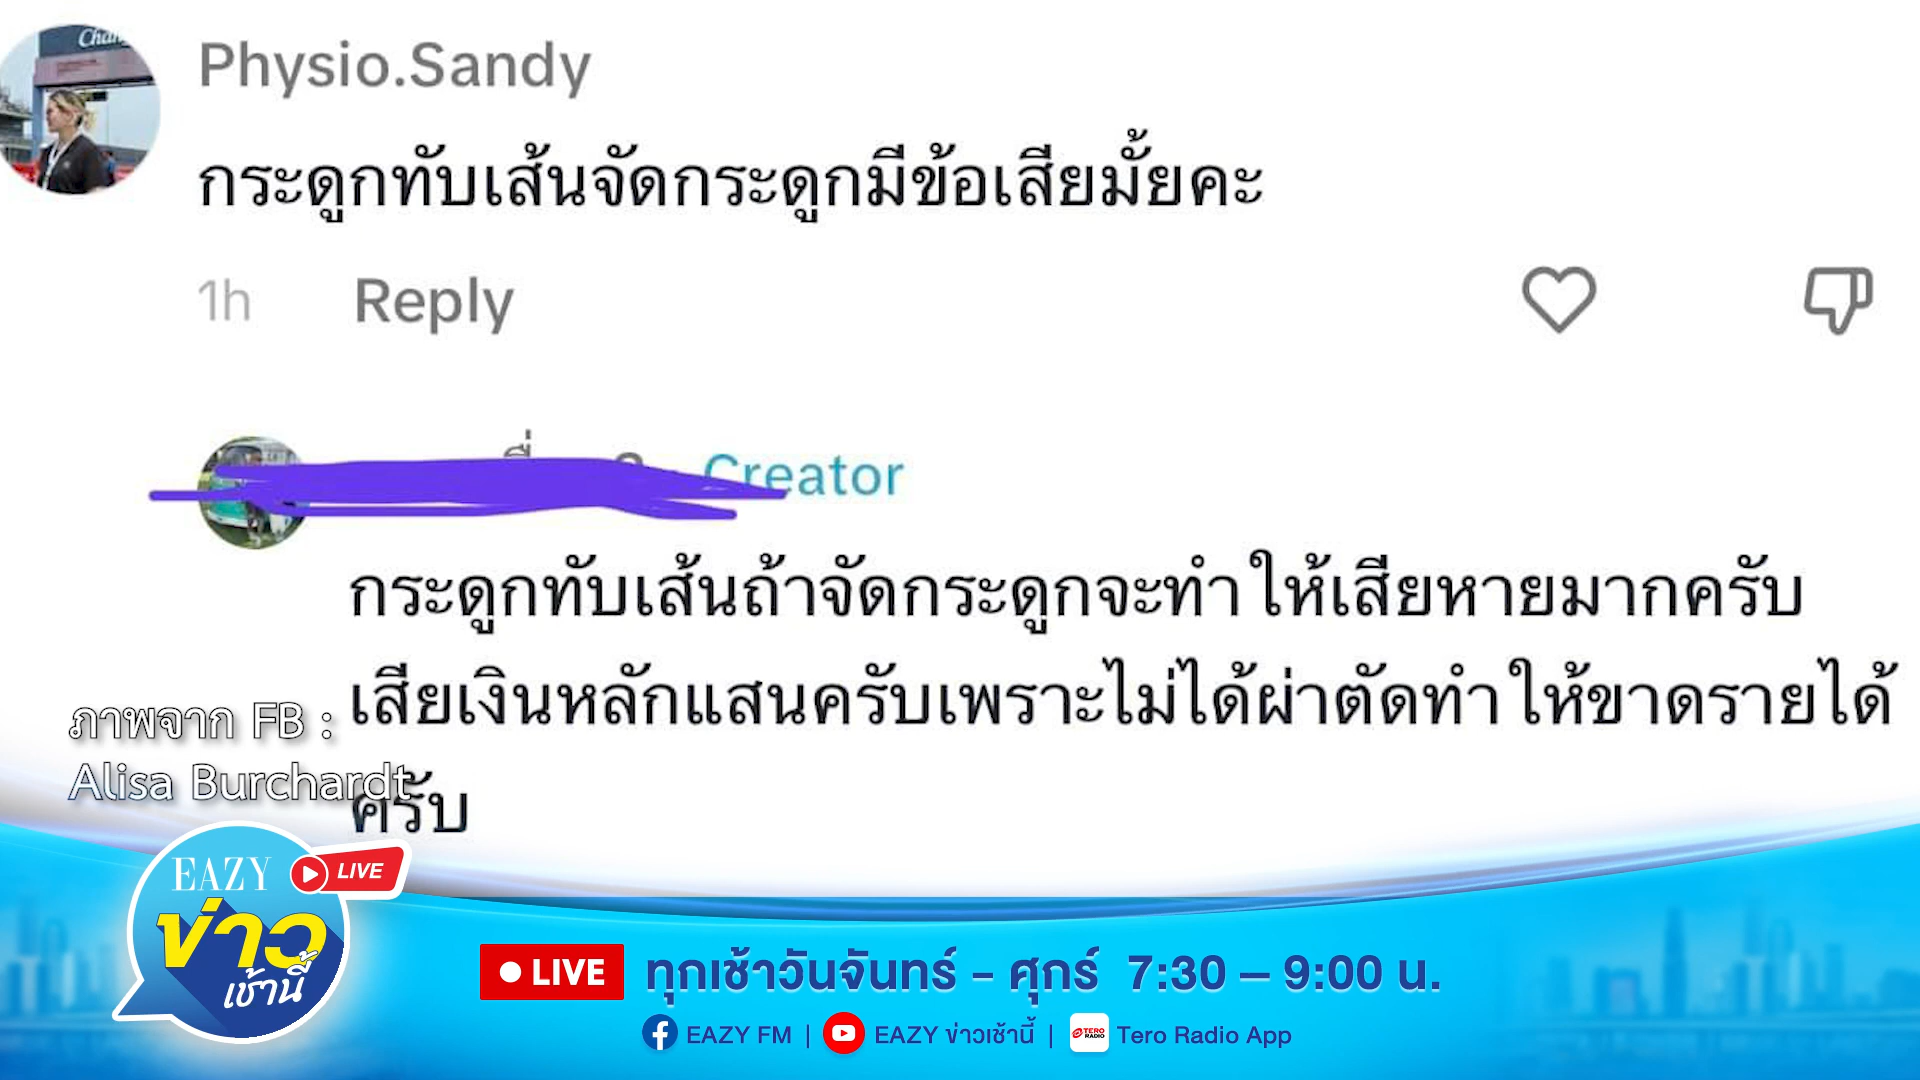 Physio.Sandy
กระดูกทับเส้นจัดกระดูกมีข้อเสียมั้ยคะ
1h Reply
Creator
กระดูกทับเส้นถ้าจัดกระดูกจะทำให้เสียหายมากครับ
เสียเงินหลักแสนครับเพราะไม่ได้ผ่าตัดทำให้ขาดรายได้
ครับ
ภาพจาก FB :
Alisa Burchardt
EAZY LIVE
ข่าว
เช้านี้
LIVE ทุกเช้าวันจันทร์ - ศุกร์ 7:30 – 9:00 น.
EAZY FM | EAZY ข่าวเช้านี้ | TERO RADIO Tero Radio App